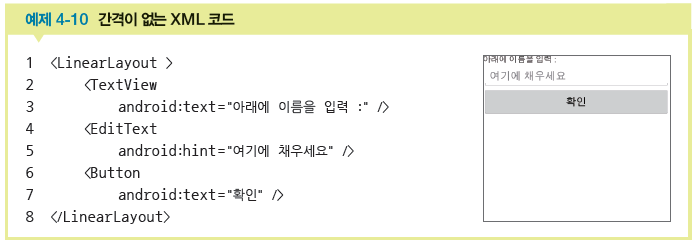 예제 4-10 간격이 없는 XML 코드
1 <LinearLayout >
2 <TextView
3 android:text="아래에 이름을 입력 :" />
4 <EditText
5 android:hint="여기에 채우세요" />
6 <Button
7 android:text="확인" />
8 </LinearLayout>
아래에 이름을 입력 :
여기에 채우세요
확인